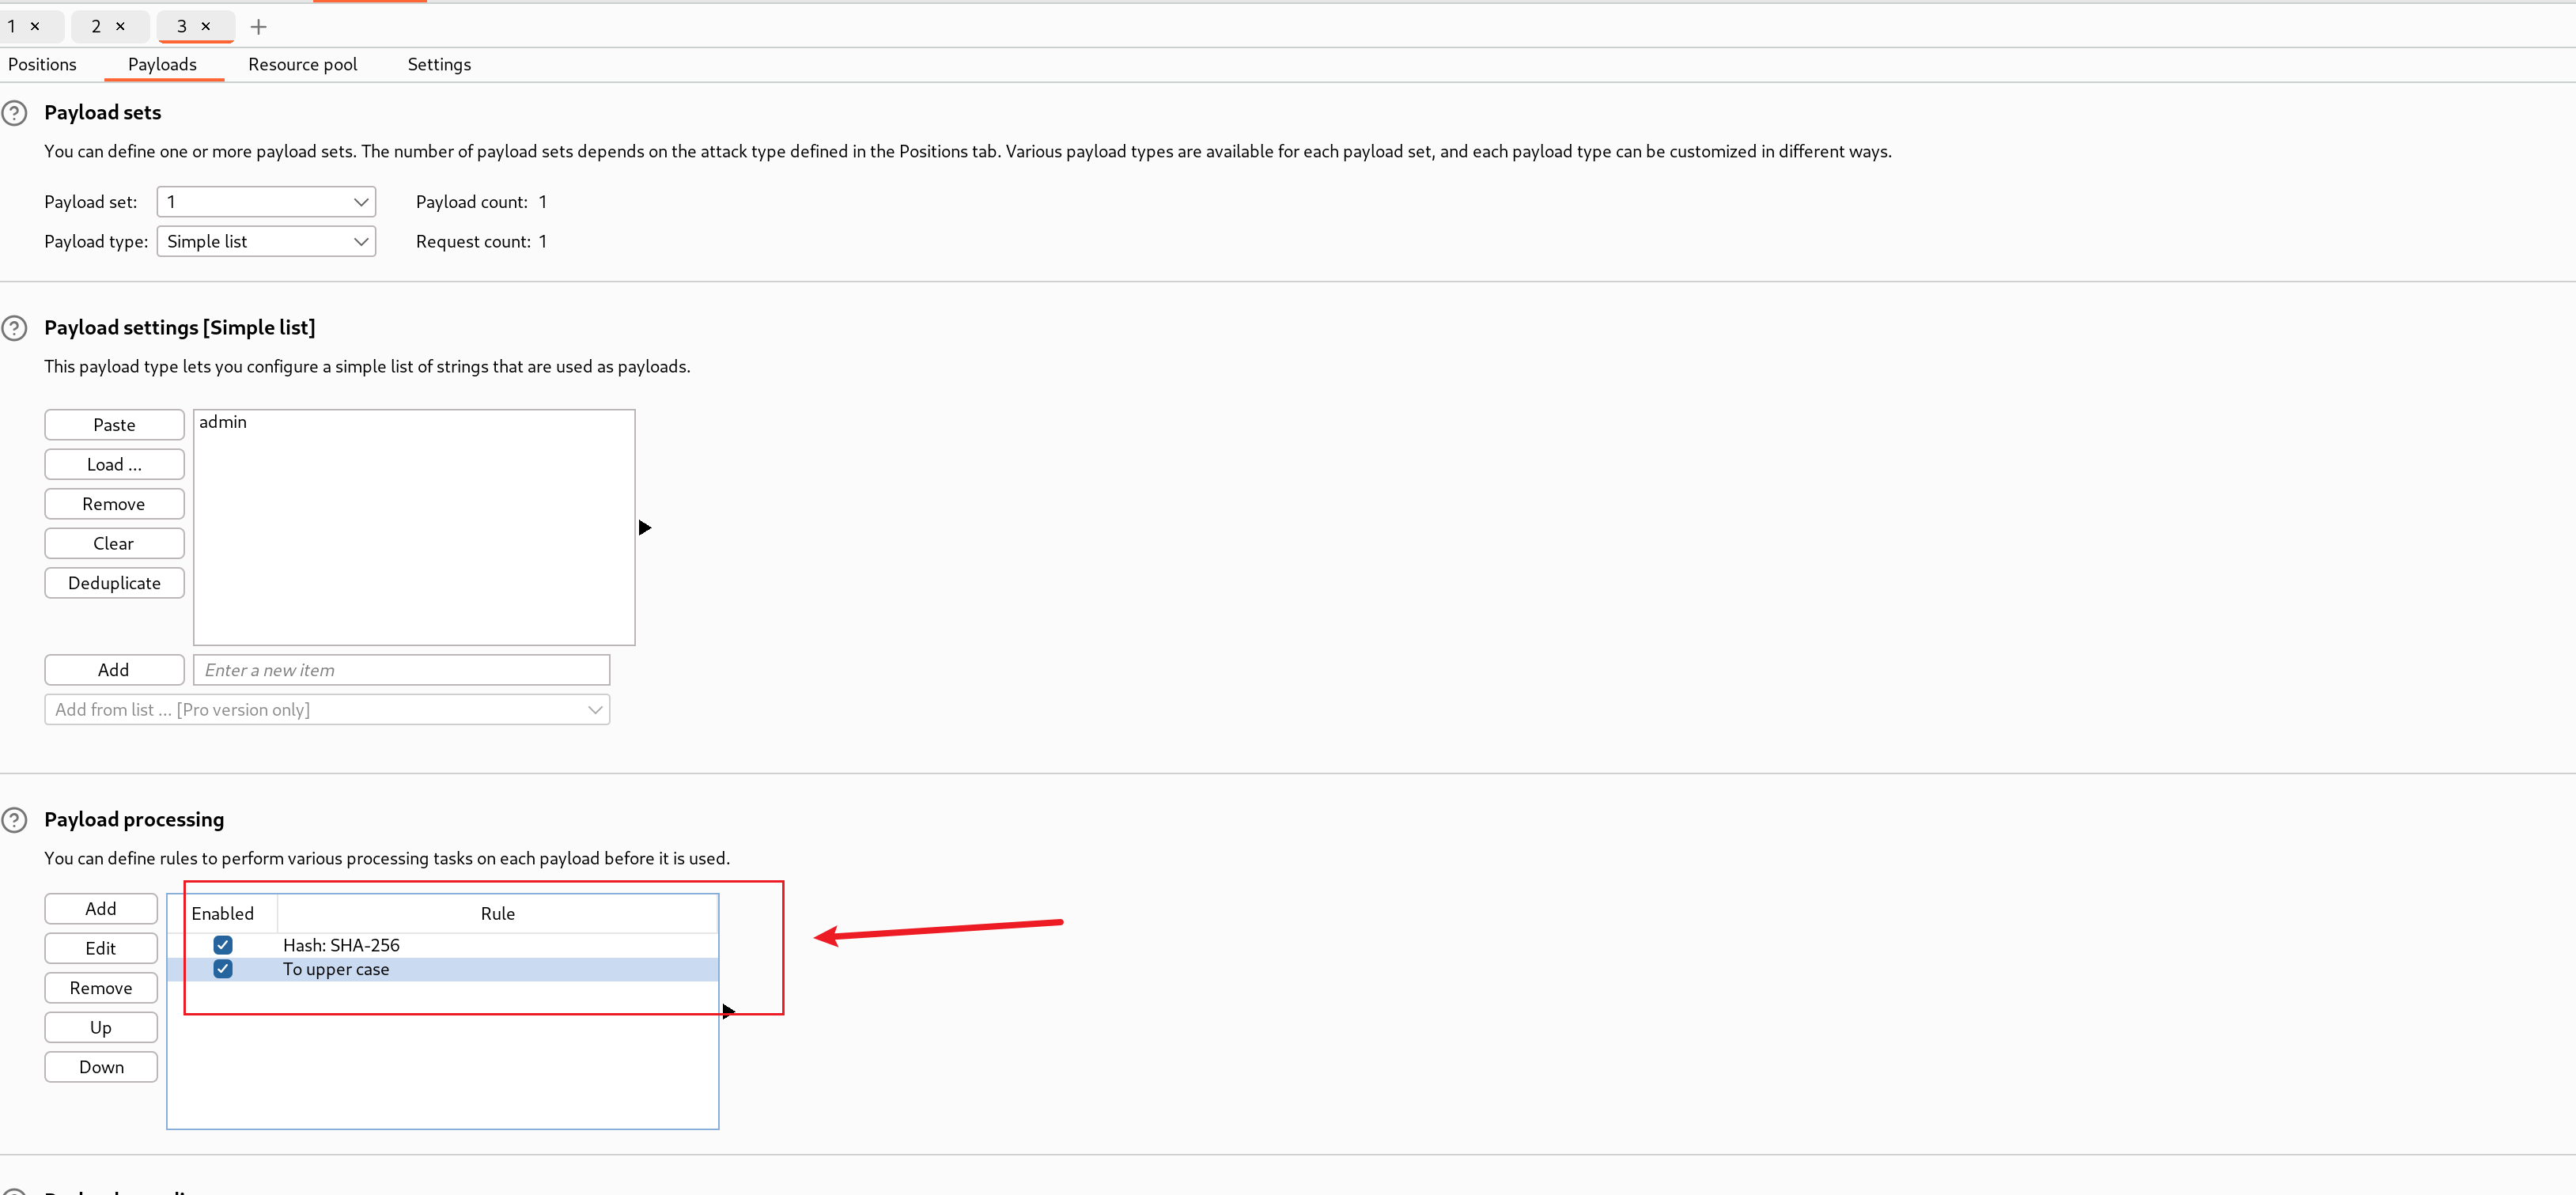 1 × 2 × 3 × +
Positions Payloads Resource pool Settings
? Payload sets
You can define one or more payload sets. The number of payload sets depends on the attack type defined in the Positions tab. Various payload types are available for each payload set, and each payload type can be customized in different ways.
Payload set: 1 Payload count: 1
Payload type: Simple list Request count: 1
? Payload settings [Simple list]
This payload type lets you configure a simple list of strings that are used as payloads.
Paste admin
Load ...
Remove
Clear
Deduplicate
Add Enter a new item
Add from list ... [Pro version only]
? Payload processing
You can define rules to perform various processing tasks on each payload before it is used.
Add Enabled Rule
Hash: SHA-256
Edit
To upper case
Remove
Up
Down